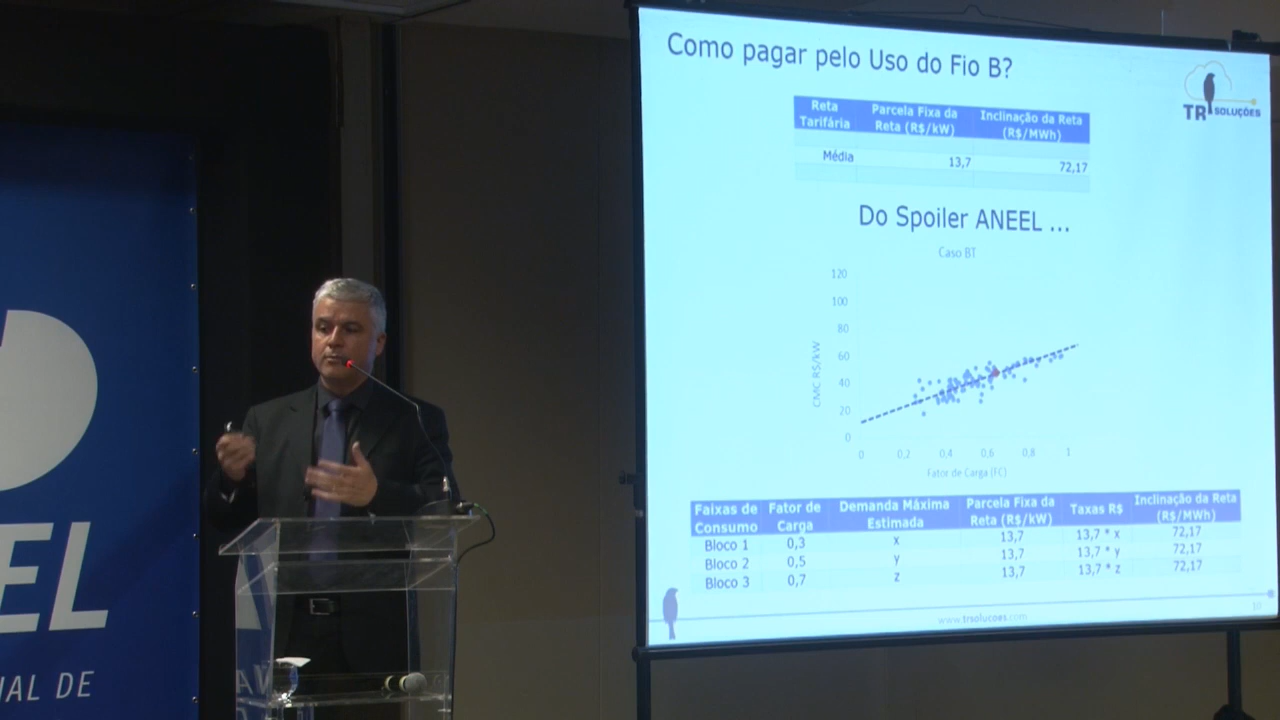 Como pagar pelo Uso do Fio B?
TR SOLUÇÕES
Reta Tarifária Parcela Fixa da Reta (R$/kW) Inclinação da Reta (R$/MWh)
Média 13,7 72,17
Do Spoiler ANEEL ...
Caso BT
120
100
80
60
40
20
0
CMC R$/kW
0 0,2 0,4 0,6 0,8 1
Fator de Carga (FC)
Faixas de Consumo Fator de Carga Demanda Máxima Estimada Parcela Fixa da Reta (R$/kW) Taxas R$ Inclinação da Reta (R$/MWh)
Bloco 1 0,3 x 13,7 13,7 * x 72,17
Bloco 2 0,5 y 13,7 13,7 * y 72,17
Bloco 3 0,7 z 13,7 13,7 * z 72,17
www.trsolucoes.com
10
EL
NAL DE